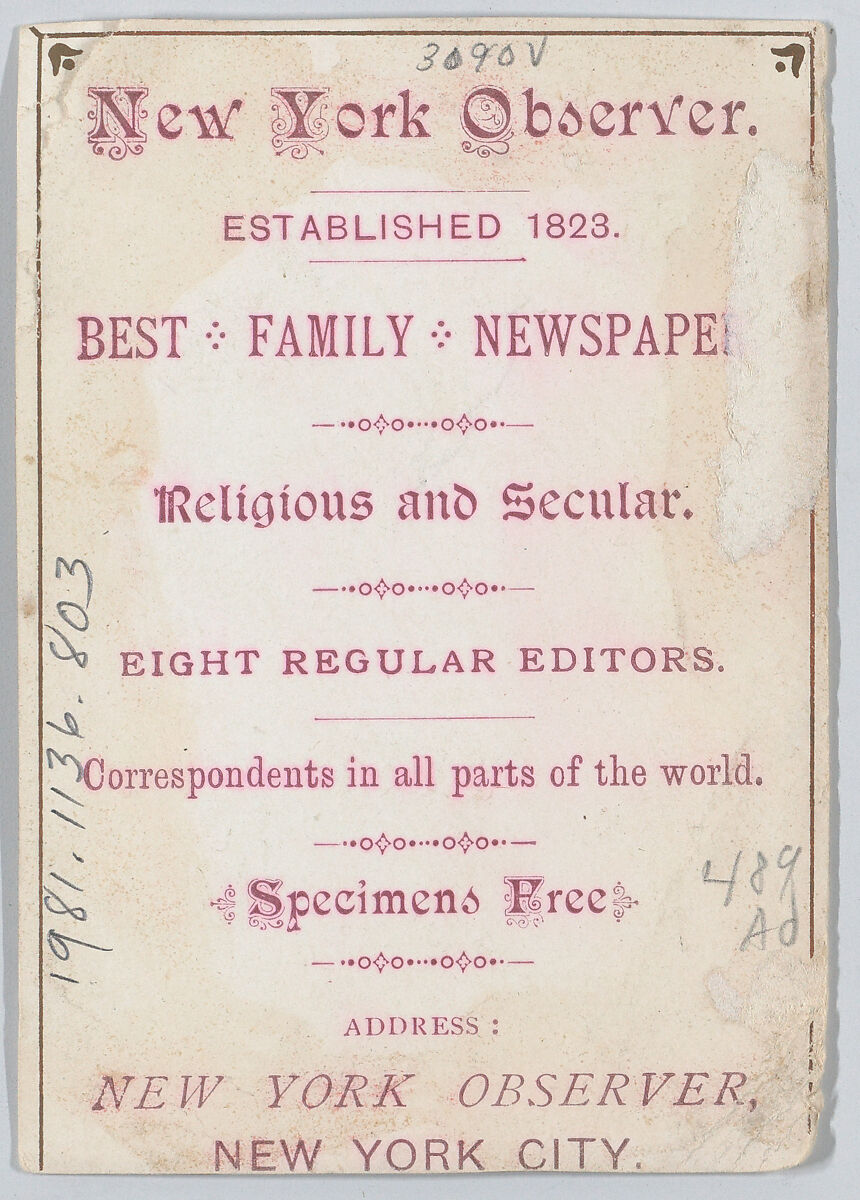 3090V
New York Observer.
ESTABLISHED 1823.
BEST FAMILY NEWSPAPER
Religious and Secular.
EIGHT REGULAR EDITORS.
Correspondents in all parts of the world.
Specimens Free
ADDRESS:
NEW YORK OBSERVER,
NEW YORK CITY.
1981.1136.803
489
Ad